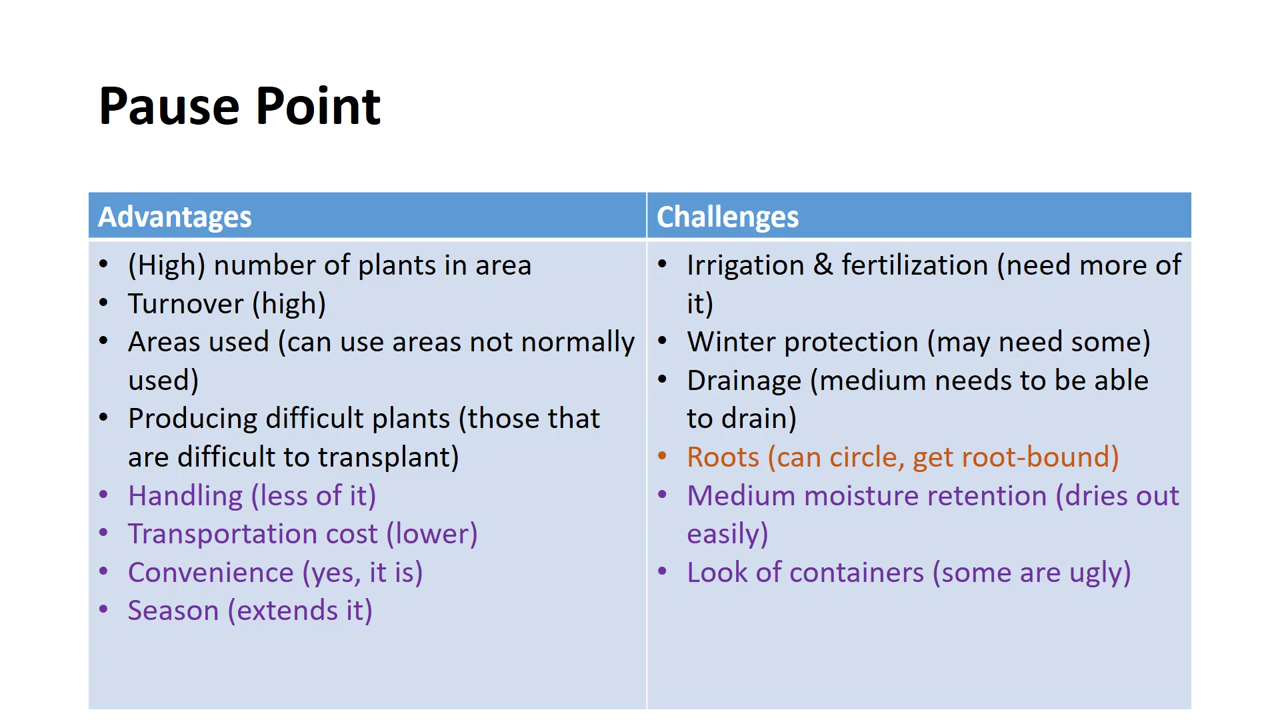 Pause Point
Advantages
• (High) number of plants in area
• Turnover (high)
• Areas used (can use areas not normally
used)
• Producing difficult plants (those that
are difficult to transplant)
• Handling (less of it)
• Transportation cost (lower)
• Convenience (yes, it is)
• Season (extends it)
Challenges
• Irrigation & fertilization (need more of
it)
• Winter protection (may need some)
• Drainage (medium needs to be able
to drain)
• Roots (can circle, get root-bound)
• Medium moisture retention (dries out
easily)
• Look of containers (some are ugly)